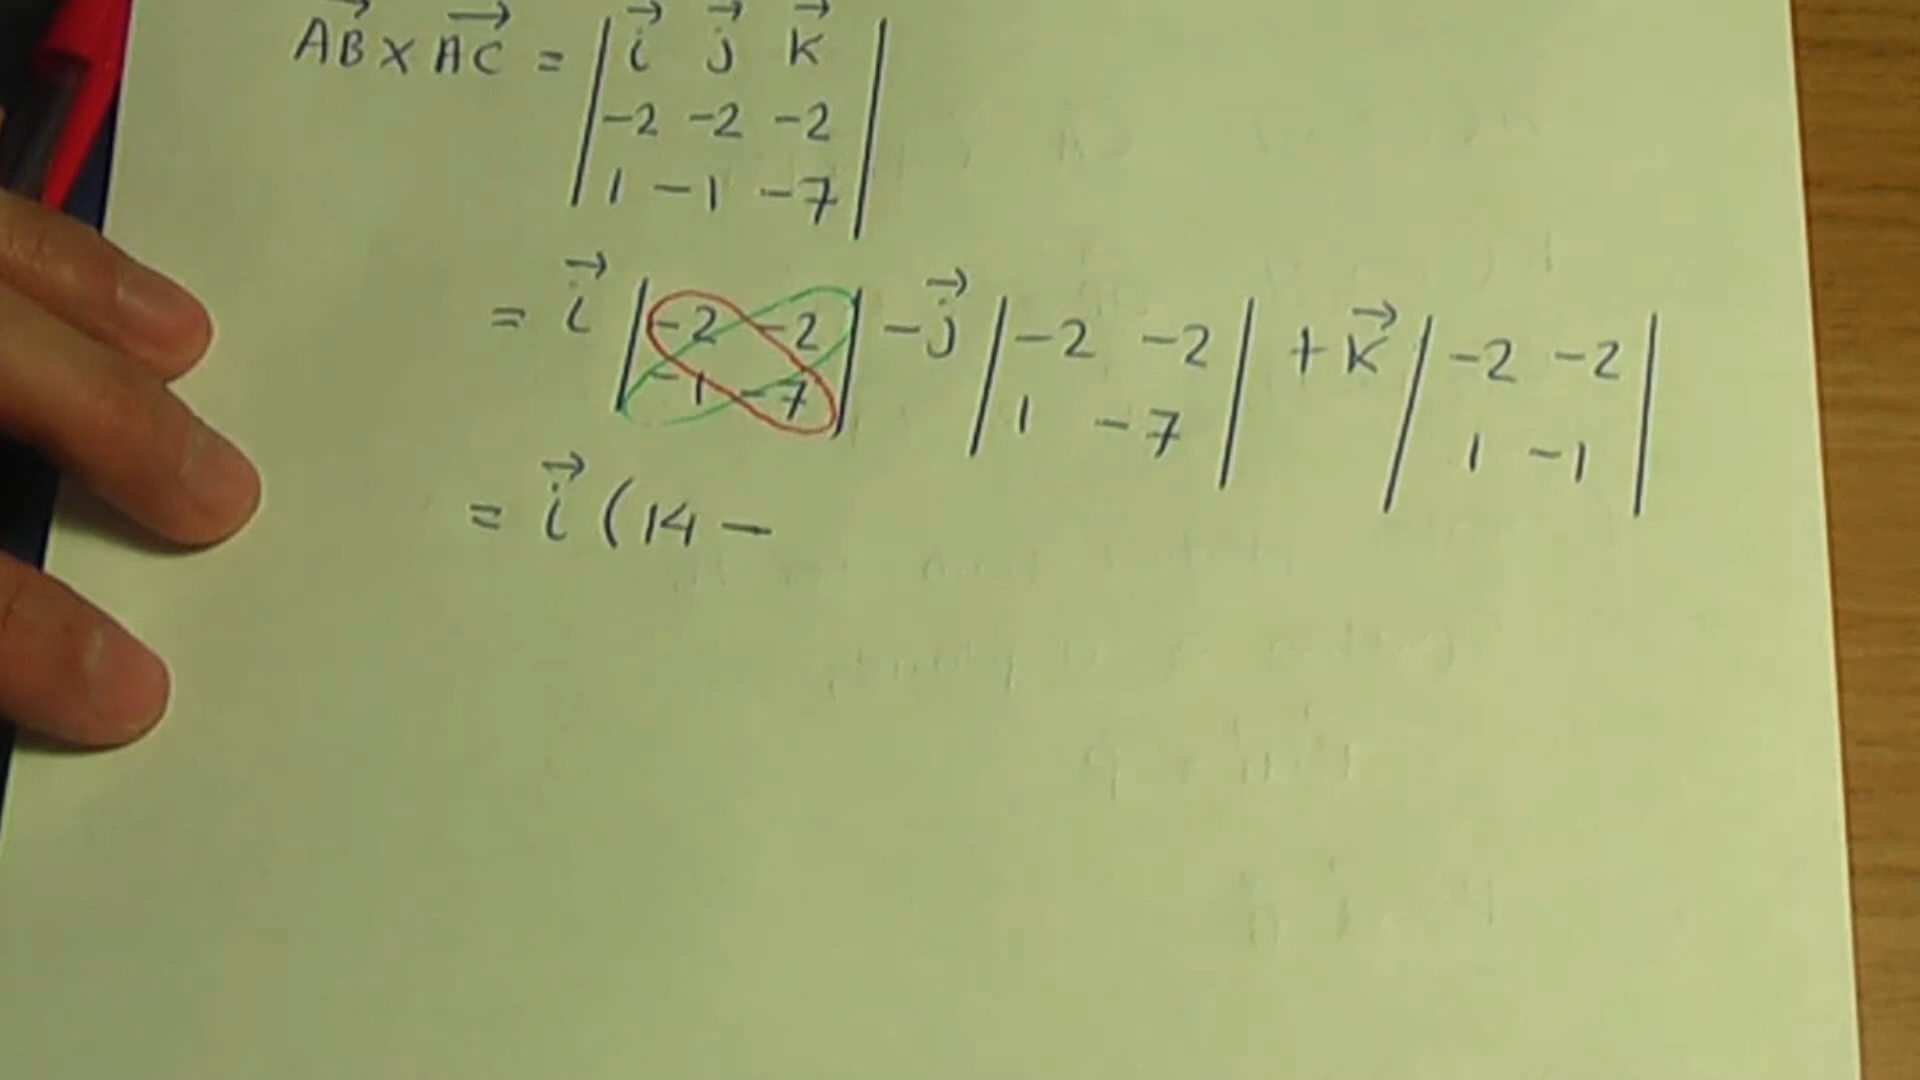 AB⃗ × AC⃗ = | i⃗ j⃗ k⃗ |
| -2 -2 -2 |
| 1 -1 -7 |
= i⃗ | -2 -2 | - j⃗ | -2 -2 | + k⃗ | -2 -2 |
| -1 -7 | | 1 -7 | | 1 -1 |
= i⃗ (14 -